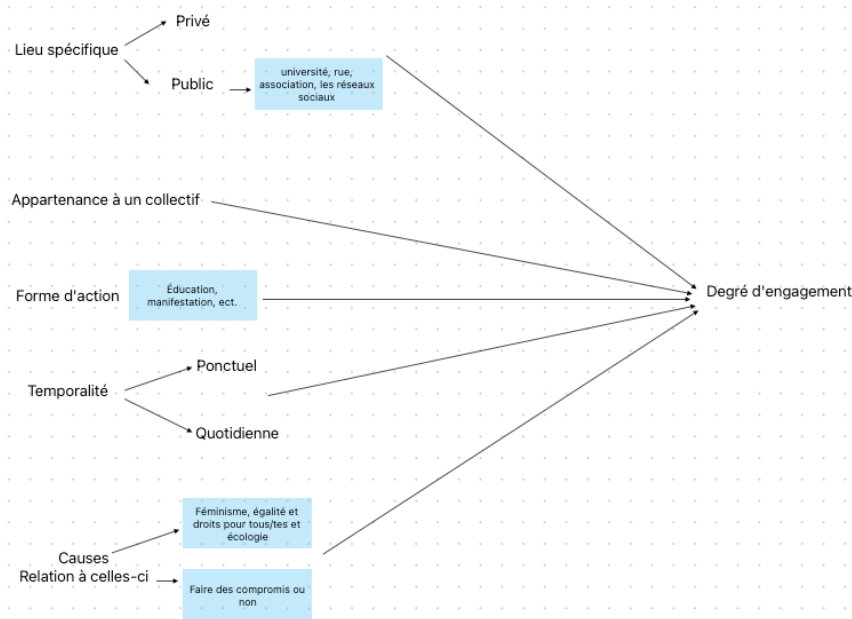 Privé
Lieu spécifique
Public
université, rue,
association, les réseaux
sociaux
Appartenance à un collectif
Forme d'action
Éducation,
manifestation, ect.
Degré d'engagement
Temporalité
Ponctuel
Quotidienne
Féminisme, égalité et
droits pour tous/tes et
écologie
Causes
Relation à celles-ci
Faire des compromis ou
non